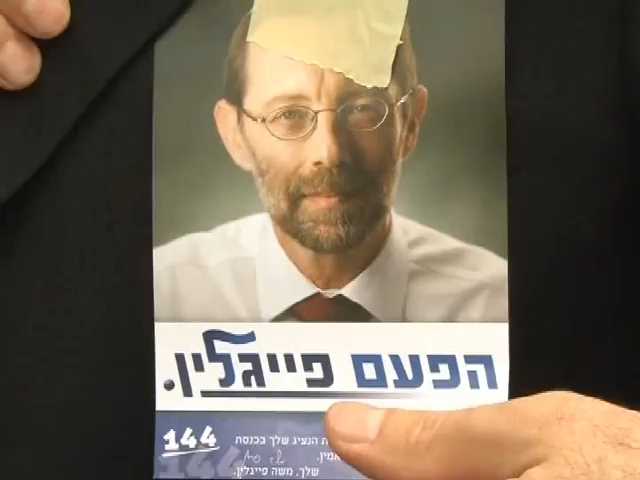 הפעם פייגלין.
144
ת הנציג שלך בכנסת
אמין.
שלך, משה פייגלין.